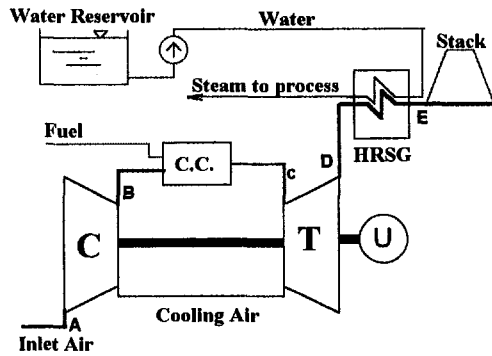 Water Reservoir
Water
Stack
Steam to process
E
HRSG
Fuel
C.C.
D
B
C
C
T
U
A
Cooling Air
Inlet Air